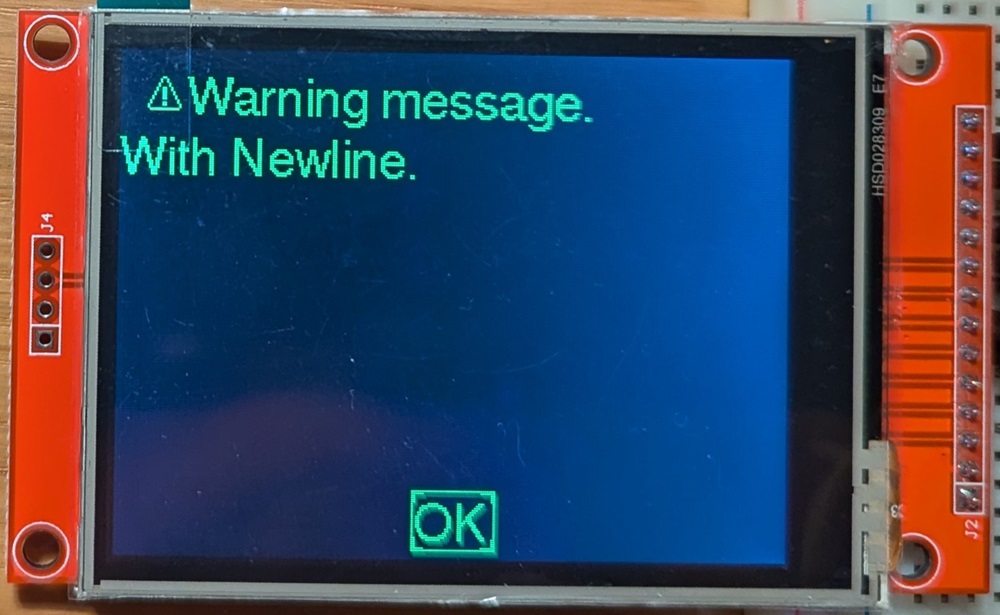 ⚠Warning message.
With Newline.
OK
J4
HSD028309 E7
J2